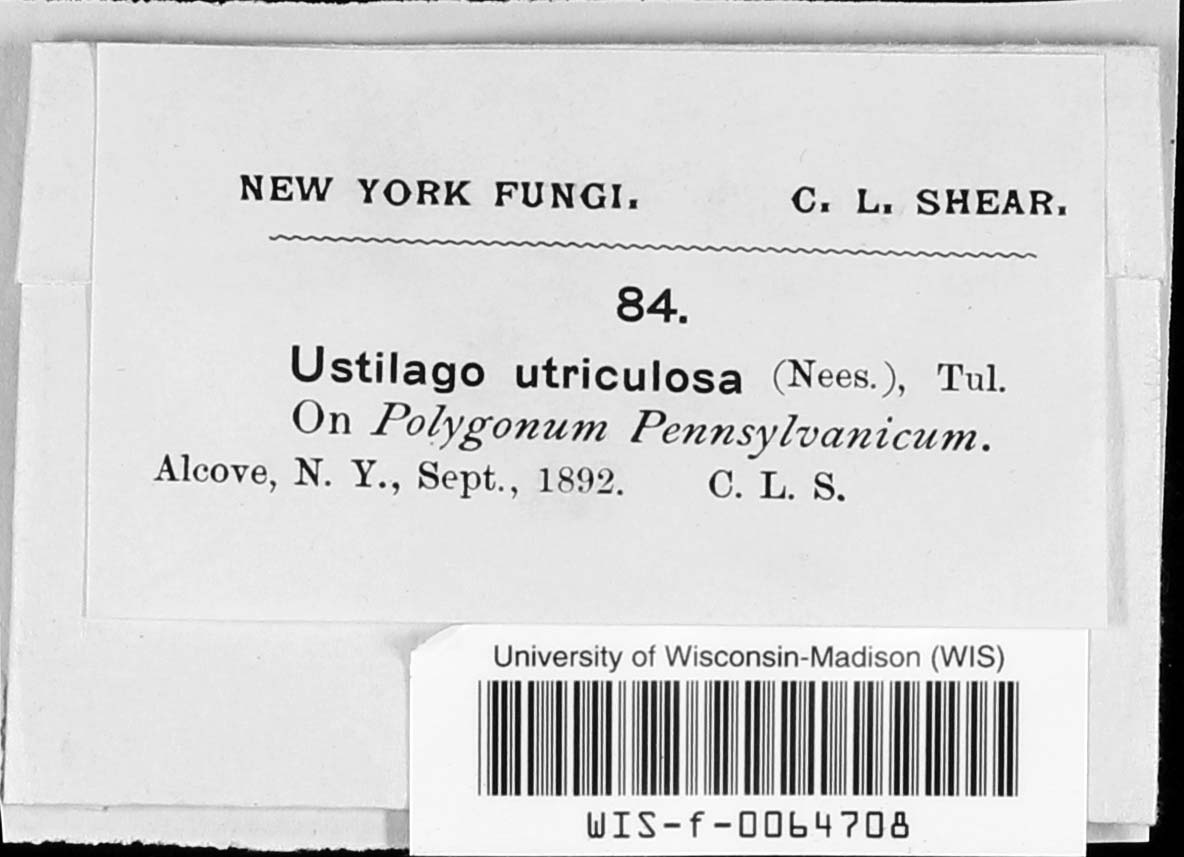 NEW YORK FUNGI. C. L. SHEAR.
84.
Ustilago utriculosa (Nees.), Tul.
On Polygonum Pennsylvanicum.
Alcove, N. Y., Sept., 1892. C. L. S.
University of Wisconsin-Madison (WIS)
WIS-f-0064708